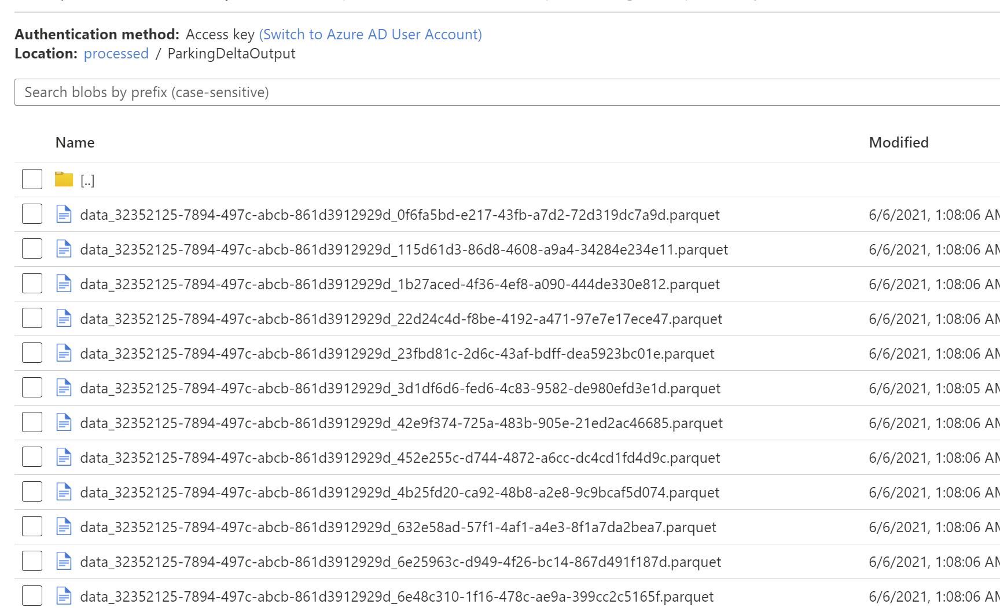 Authentication method: Access key (Switch to Azure AD User Account)
Location: processed / ParkingDeltaOutput
Search blobs by prefix (case-sensitive)
Name Modified
[..]
data_32352125-7894-497c-abcb-861d3912929d_0f6fa5bd-e217-43fb-a7d2-72d319dc7a9d.parquet 6/6/2021, 1:08:06 AM
data_32352125-7894-497c-abcb-861d3912929d_115d61d3-86d8-4608-a9a4-34284e234e11.parquet 6/6/2021, 1:08:06 AM
data_32352125-7894-497c-abcb-861d3912929d_1b27aced-4f36-4ef8-a090-444de330e812.parquet 6/6/2021, 1:08:06 AM
data_32352125-7894-497c-abcb-861d3912929d_22d24c4d-f8be-4192-a471-97e7e17ece47.parquet 6/6/2021, 1:08:06 AM
data_32352125-7894-497c-abcb-861d3912929d_23fbd81c-2d6c-43af-bdff-dea5923bc01e.parquet 6/6/2021, 1:08:06 AM
data_32352125-7894-497c-abcb-861d3912929d_3d1df6d6-fed6-4c83-9582-de980efd3e1d.parquet 6/6/2021, 1:08:05 AM
data_32352125-7894-497c-abcb-861d3912929d_42e9f374-725a-483b-905e-21ed2ac46685.parquet 6/6/2021, 1:08:06 AM
data_32352125-7894-497c-abcb-861d3912929d_452e255c-d744-4872-a6cc-dc4cd1fd4d9c.parquet 6/6/2021, 1:08:06 AM
data_32352125-7894-497c-abcb-861d3912929d_4b25fd20-ca92-48b8-a2e8-9c9bcaf5d074.parquet 6/6/2021, 1:08:06 AM
data_32352125-7894-497c-abcb-861d3912929d_632e58ad-57f1-4af1-a4e3-8f1a7da2bea7.parquet 6/6/2021, 1:08:06 AM
data_32352125-7894-497c-abcb-861d3912929d_6e25963c-d949-4f26-bc14-867d491f187d.parquet 6/6/2021, 1:08:06 AM
data_32352125-7894-497c-abcb-861d3912929d_6e48c310-1f16-478c-ae9a-399cc2c5165f.parquet 6/6/2021, 1:08:06 AM